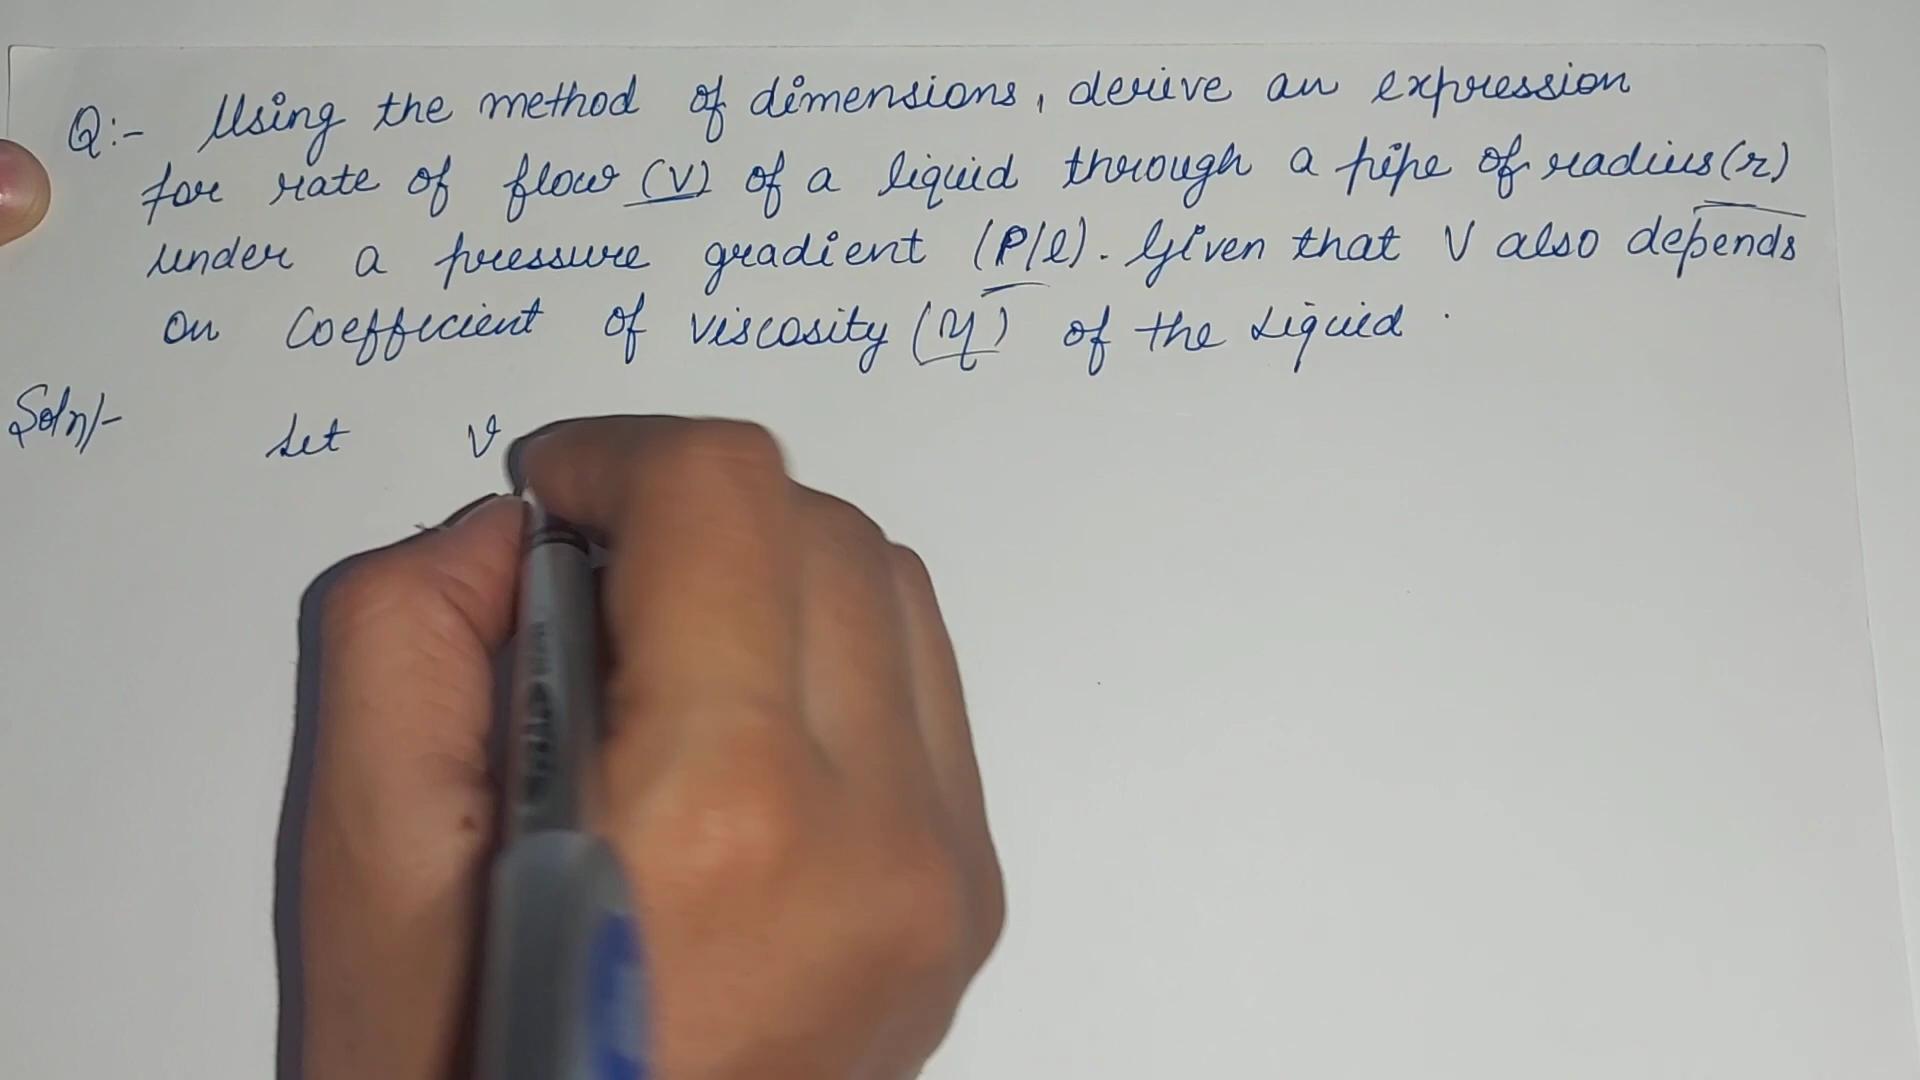 Q:- Using the method of dimensions, derive an expression
for rate of flow (V) of a liquid through a pipe of radius (r)
under a pressure gradient (P/l). Given that V also depends
on coefficient of viscosity (η) of the liquid.
Soln/- Let V